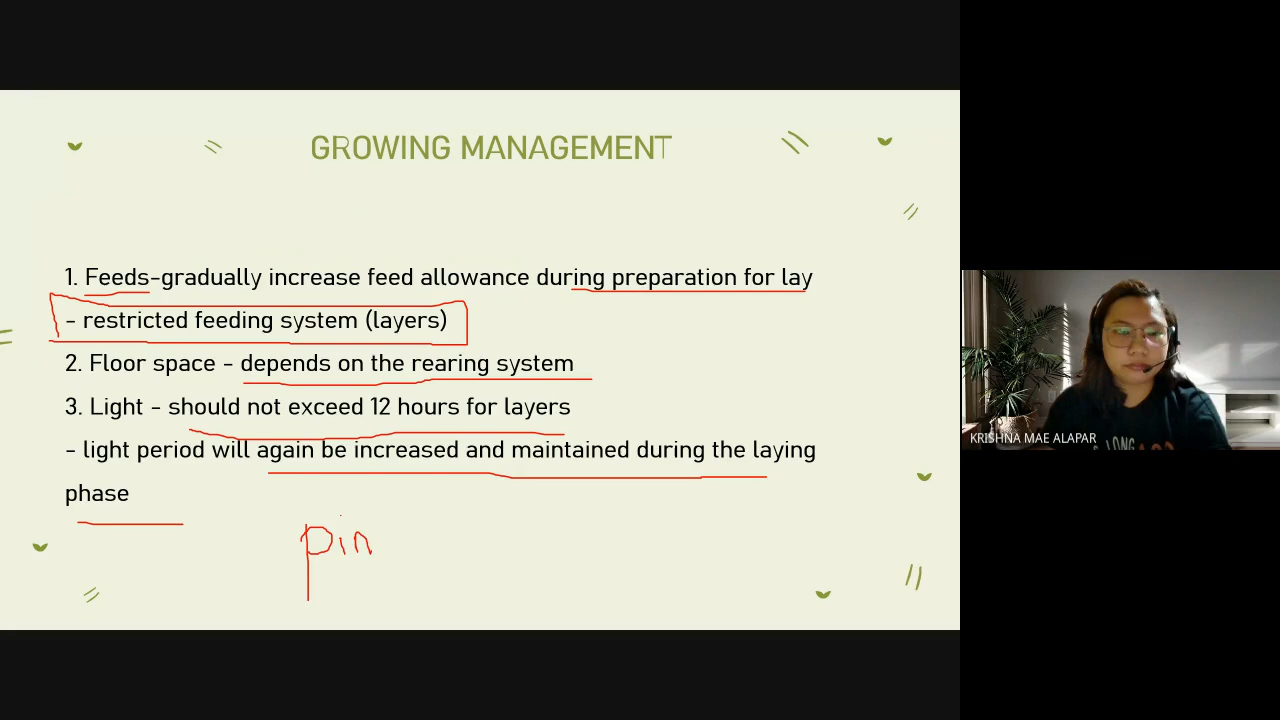 GROWING MANAGEMENT
1. Feeds-gradually increase feed allowance during preparation for lay
- restricted feeding system (layers)
2. Floor space - depends on the rearing system
3. Light - should not exceed 12 hours for layers
- light period will again be increased and maintained during the laying
phase
pin
KRISHNA MAE ALAPAR